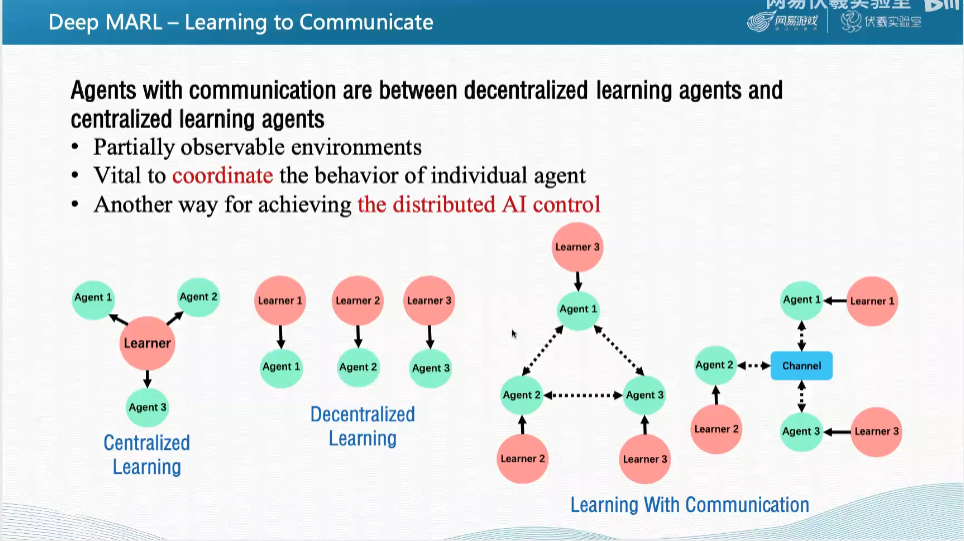 Deep MARL – Learning to Communicate
网易伏羲实验室
网易游戏
伏羲实验室
Agents with communication are between decentralized learning agents and
centralized learning agents
• Partially observable environments
• Vital to coordinate the behavior of individual agent
• Another way for achieving the distributed AI control
Agent 1
Agent 2
Learner
Agent 3
Centralized
Learning
Learner 1
Learner 2
Learner 3
Agent 1
Agent 2
Agent 3
Decentralized
Learning
Learner 3
Agent 1
Agent 2
Agent 3
Learner 2
Learner 3
Agent 1
Learner 1
Agent 2
Channel
Learner 2
Agent 3
Learner 3
Learning With Communication